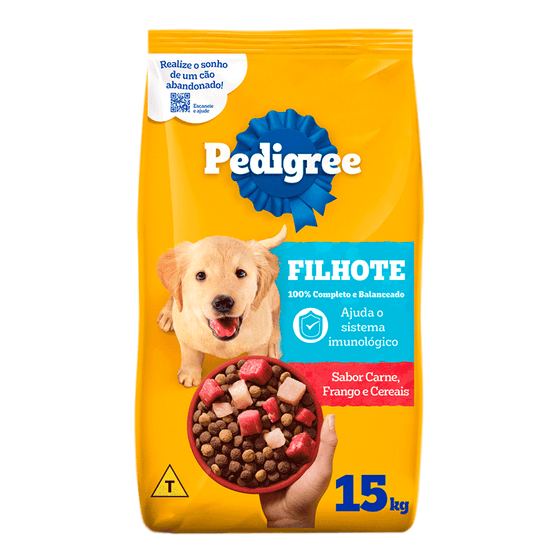 Realize o sonho
de um cão
abandonado!
Escaneie
e ajude
Pedigree
FILHOTE
100% Completo e Balanceado
Ajuda o
sistema
imunológico
Sabor Carne,
Frango e Cereais
T
15kg